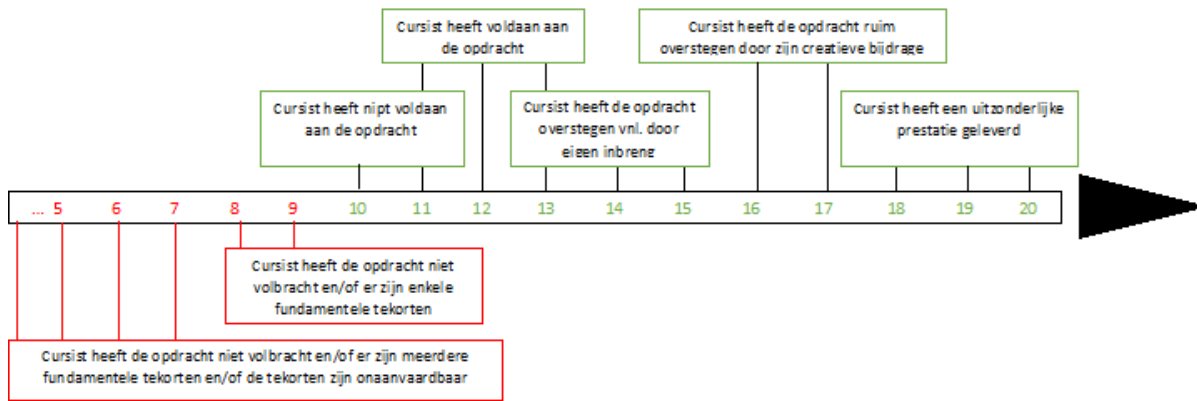 Cursist heeft voldaan aan
de opdracht
Cursist heeft de opdracht ruim
overstegen door zijn creatieve bijdrage
Cursist heeft nipt voldaan
aan de opdracht
Cursist heeft de opdracht
overstegen vnl. door
eigen inbreng
Cursist heeft een uitzonderlijke
prestatie geleverd
... 5 6 7 8 9 10 11 12 13 14 15 16 17 18 19 20
Cursist heeft de opdracht niet
volbracht en/of er zijn enkele
fundamentele tekorten
Cursist heeft de opdracht niet volbracht en/of er zijn meerdere
fundamentele tekorten en/of de tekorten zijn onaanvaardbaar